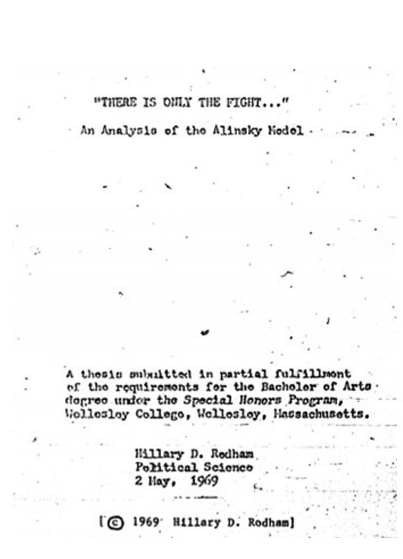 "THERE IS ONLY THE FIGHT..."
An Analysis of the Alinsky Model
A thesis submitted in partial fulfillment
of the requirements for the Bachelor of Arts
degree under the Special Honors Program,
Wellesley College, Wellesley, Massachusetts.
Hillary D. Rodham
Political Science
2 May, 1969
[© 1969 Hillary D. Rodham]